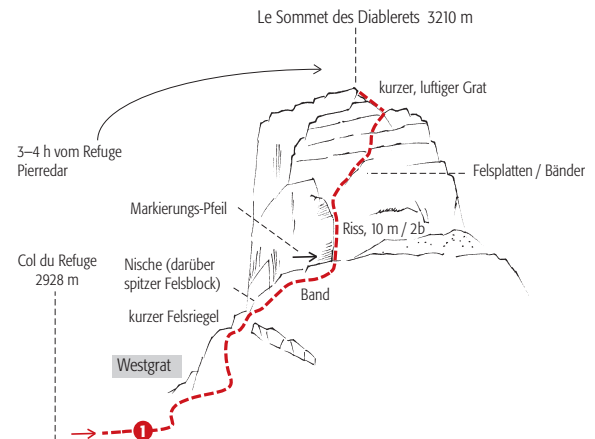 Le Sommet des Diablerets 3210 m
kurzer, luftiger Grat
3–4 h vom Refuge
Pierredar
Felsplatten / Bänder
Markierungs-Pfeil
Riss, 10 m / 2b
Col du Refuge
2928 m
Nische (darüber
spitzer Felsblock)
Band
kurzer Felsriegel
Westgrat
1